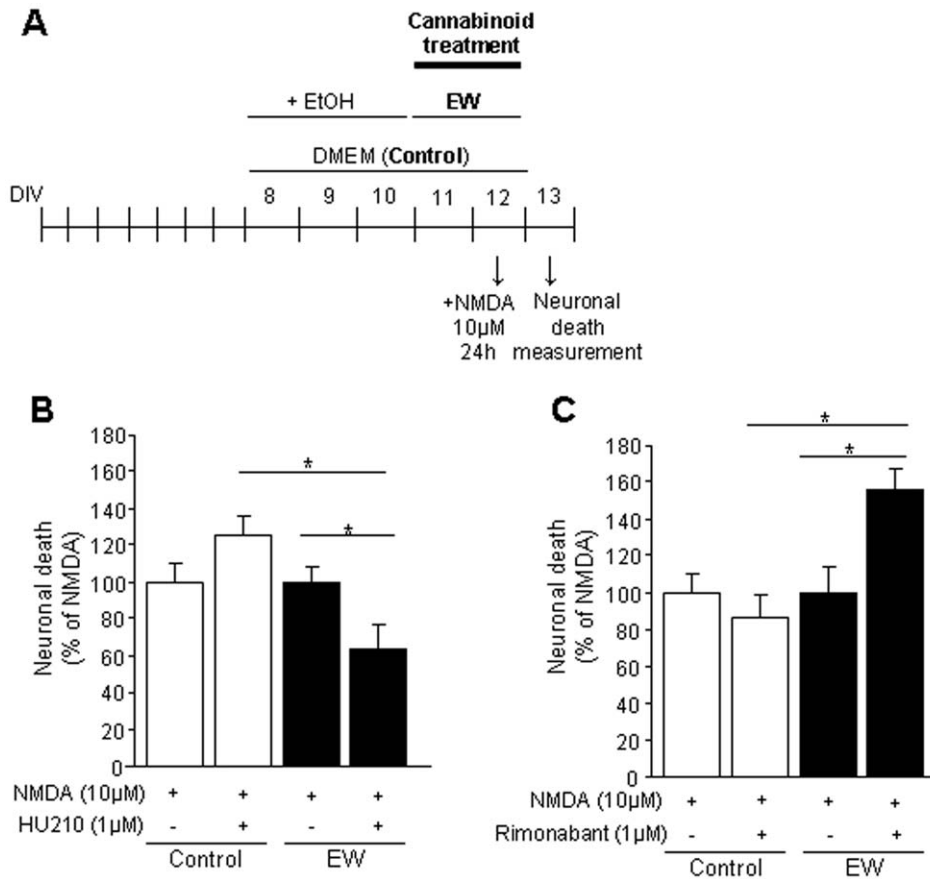 A
Cannabinoid
treatment
+ EtOH EW
DMEM (Control)
DIV 8 9 10 11 12 13
+NMDA Neuronal
10µM death
24h measurement
B
Neuronal death
(% of NMDA)
180
160
140
120
100
80
60
40
20
0
* *
NMDA (10µM) + + + +
HU210 (1µM) - + - +
Control EW
C
Neuronal death
(% of NMDA)
180
160
140
120
100
80
60
40
20
0
* *
NMDA (10µM) + + + +
Rimonabant (1µM) - + - +
Control EW